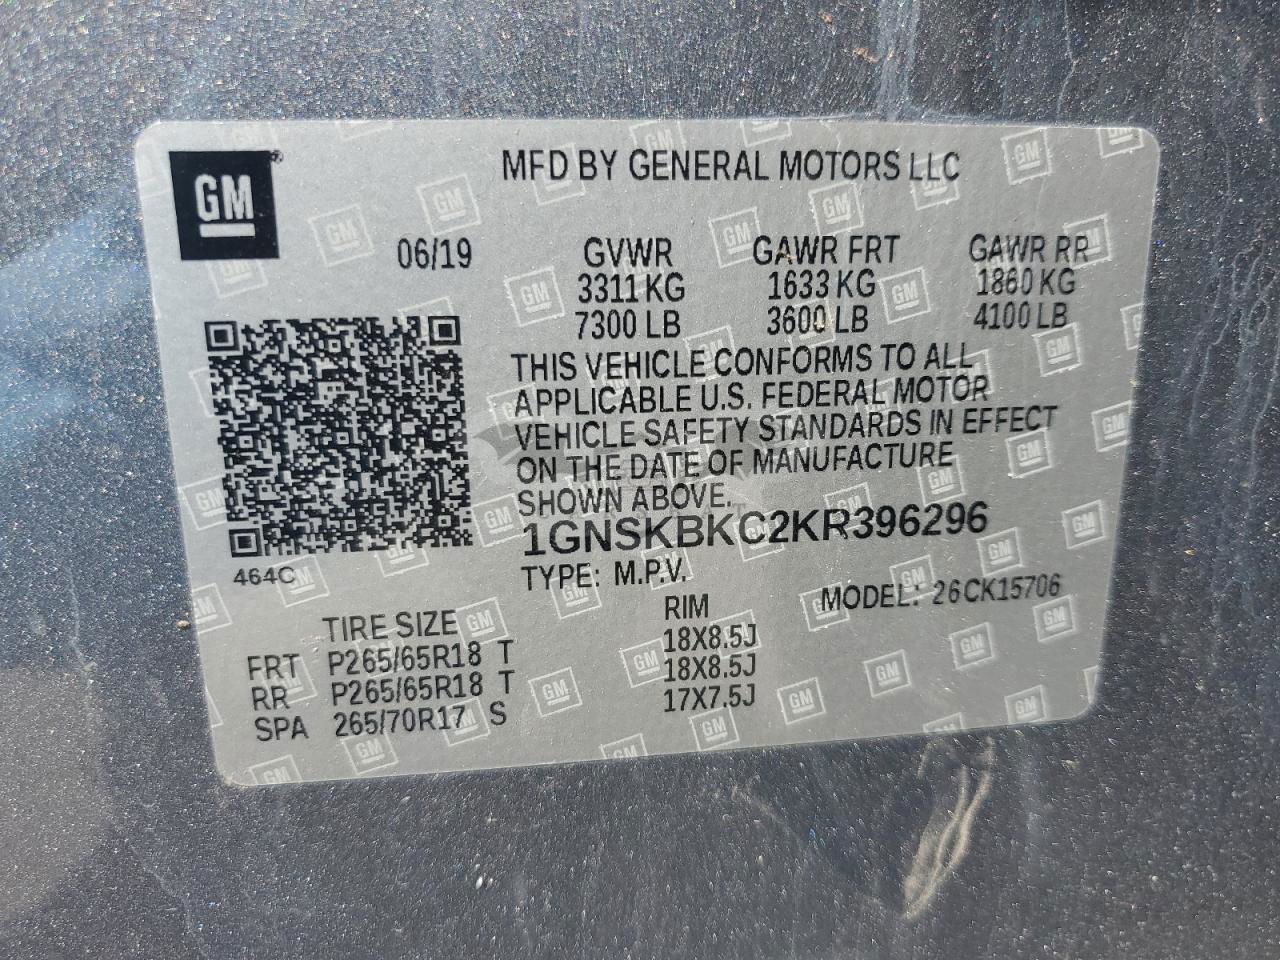 GM
MFD BY GENERAL MOTORS LLC
06/19 GVWR GAWR FRT GAWR RR
3311 KG 1633 KG 1860 KG
7300 LB 3600 LB 4100 LB
THIS VEHICLE CONFORMS TO ALL
APPLICABLE U.S. FEDERAL MOTOR
VEHICLE SAFETY STANDARDS IN EFFECT
ON THE DATE OF MANUFACTURE
SHOWN ABOVE.
1GNSKBKC2KR396296
464C
TYPE: M.P.V. MODEL: 26CK15706
TIRE SIZE RIM
FRT P265/65R18 T 18X8.5J
RR P265/65R18 T 18X8.5J
SPA 265/70R17 S 17X7.5J